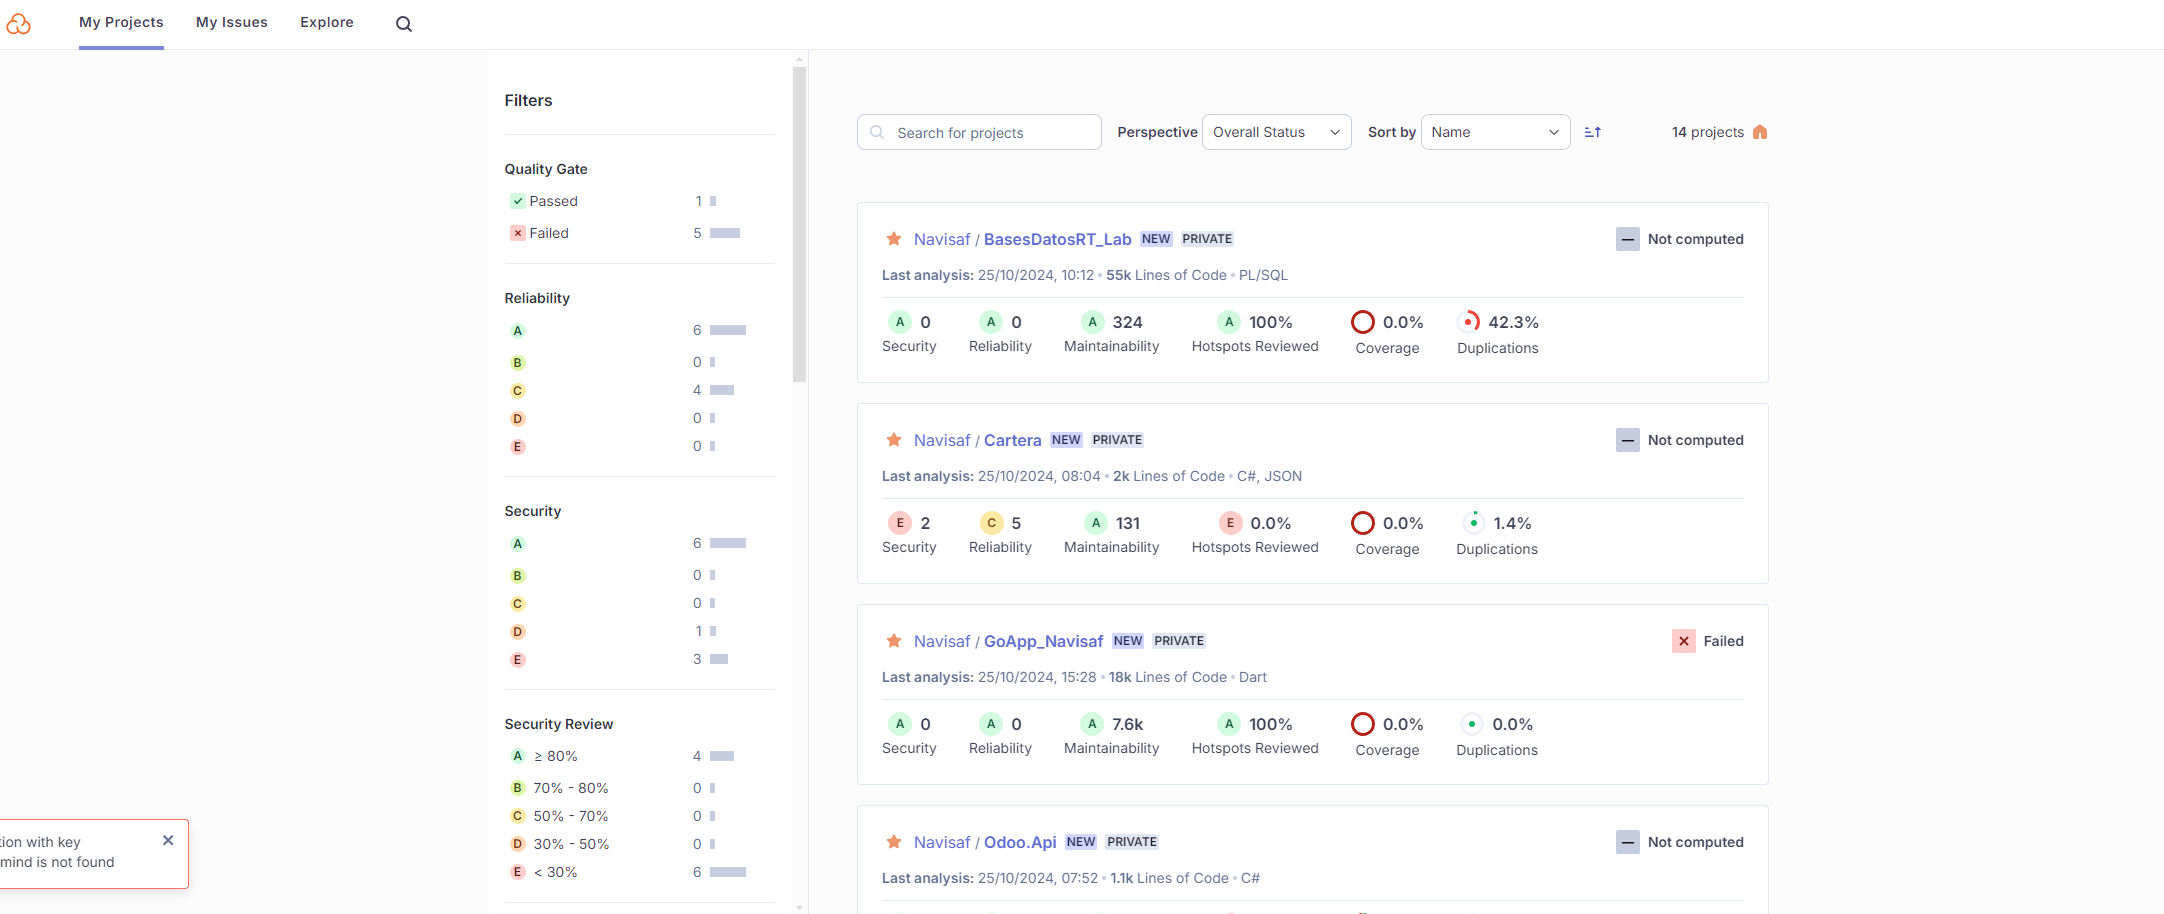 My Projects
My Issues
Explore
Filters
Quality Gate
Passed 1
Failed 5
Reliability
A 6
B 0
C 4
D 0
E 0
Security
A 6
B 0
C 0
D 1
E 3
Security Review
A ≥ 80% 4
B 70% - 80% 0
C 50% - 70% 0
D 30% - 50% 0
E < 30% 6
tion with key
mind is not found
Search for projects
Perspective Overall Status
Sort by Name
14 projects
Navisaf / BasesDatosRT_Lab NEW PRIVATE
Not computed
Last analysis: 25/10/2024, 10:12 • 55k Lines of Code • PL/SQL
A 0 A 0 A 324 A 100% 0.0% 42.3%
Security Reliability Maintainability Hotspots Reviewed Coverage Duplications
Navisaf / Cartera NEW PRIVATE
Not computed
Last analysis: 25/10/2024, 08:04 • 2k Lines of Code • C#, JSON
E 2 C 5 A 131 E 0.0% 0.0% 1.4%
Security Reliability Maintainability Hotspots Reviewed Coverage Duplications
Navisaf / GoApp_Navisaf NEW PRIVATE
Failed
Last analysis: 25/10/2024, 15:28 • 18k Lines of Code • Dart
A 0 A 0 A 7.6k A 100% 0.0% 0.0%
Security Reliability Maintainability Hotspots Reviewed Coverage Duplications
Navisaf / Odoo.Api NEW PRIVATE
Not computed
Last analysis: 25/10/2024, 07:52 • 1.1k Lines of Code • C#